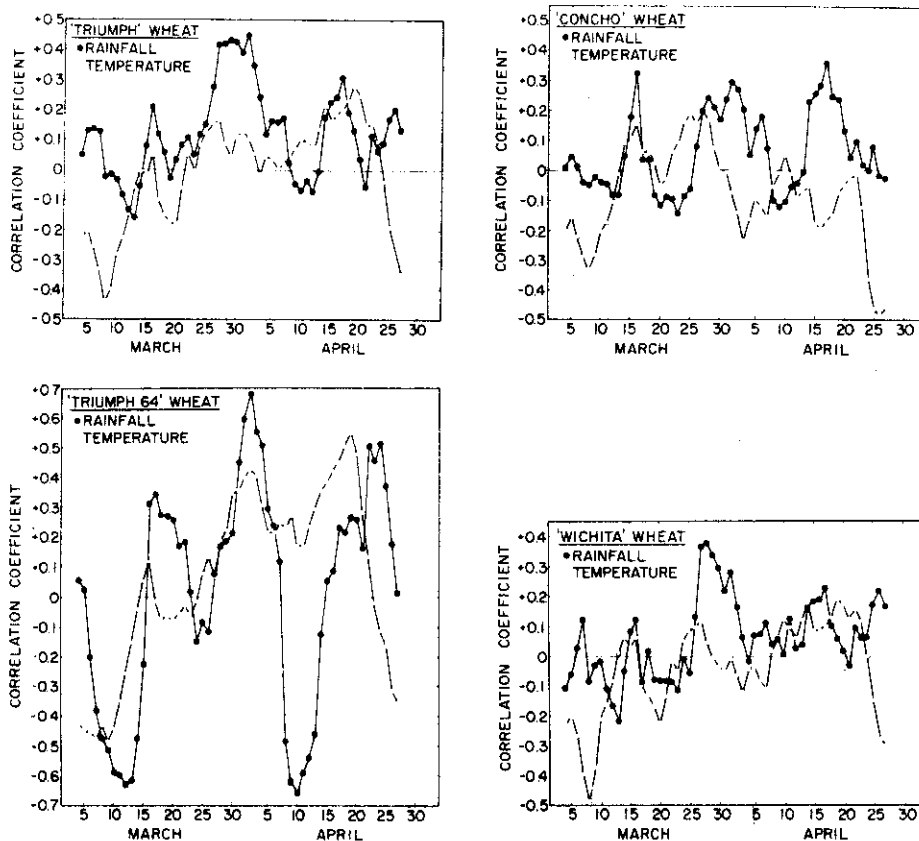 +0.5
'TRIUMPH' WHEAT
RAINFALL
TEMPERATURE
+0.4
+0.3
+0.2
+0.1
0
-0.1
-0.2
-0.3
-0.4
-0.5
CORRELATION COEFFICIENT
5 10 15 20 25 30 5 10 15 20 25 30
MARCH APRIL
+0.5
'CONCHO' WHEAT
RAINFALL
TEMPERATURE
+0.4
+0.3
+0.2
+0.1
0
-0.1
-0.2
-0.3
-0.4
-0.5
CORRELATION COEFFICIENT
5 10 15 20 25 30 5 10 15 20 25 30
MARCH APRIL
+0.7
'TRIUMPH 64' WHEAT
RAINFALL
TEMPERATURE
+0.6
+0.5
+0.4
+0.3
+0.2
+0.1
0
-0.1
-0.2
-0.3
-0.4
-0.5
-0.6
-0.7
CORRELATION COEFFICIENT
5 10 15 20 25 30 5 10 15 20 25 30
MARCH APRIL
+0.4
'WICHITA' WHEAT
RAINFALL
TEMPERATURE
+0.3
+0.2
+0.1
0
-0.1
-0.2
-0.3
-0.4
-0.5
CORRELATION COEFFICIENT
5 10 15 20 25 30 5 10 15 20 25 30
MARCH APRIL